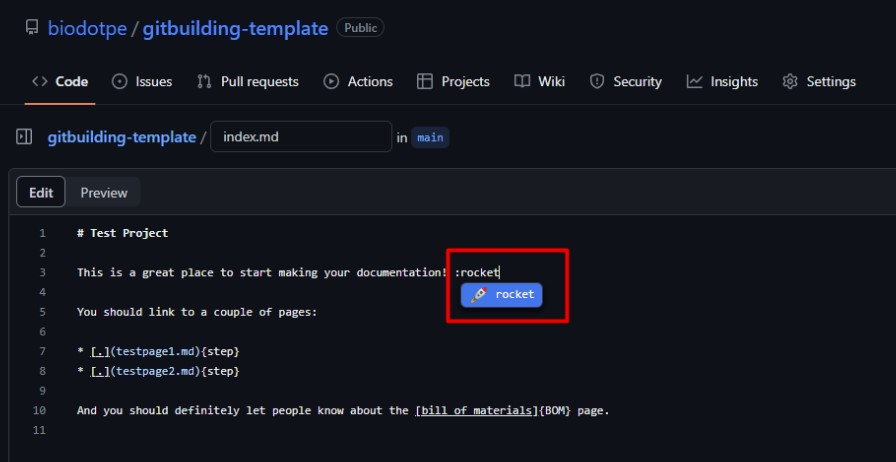 biodotpe / gitbuilding-template Public
Code Issues Pull requests Actions Projects Wiki Security Insights Settings
gitbuilding-template / index.md in main
Edit Preview
1 # Test Project
2
3 This is a great place to start making your documentation! :rocket
rocket
4
5 You should link to a couple of pages:
6
7 * [.](testpage1.md){step}
8 * [.](testpage2.md){step}
9
10 And you should definitely let people know about the [bill of materials]{BOM} page.
11